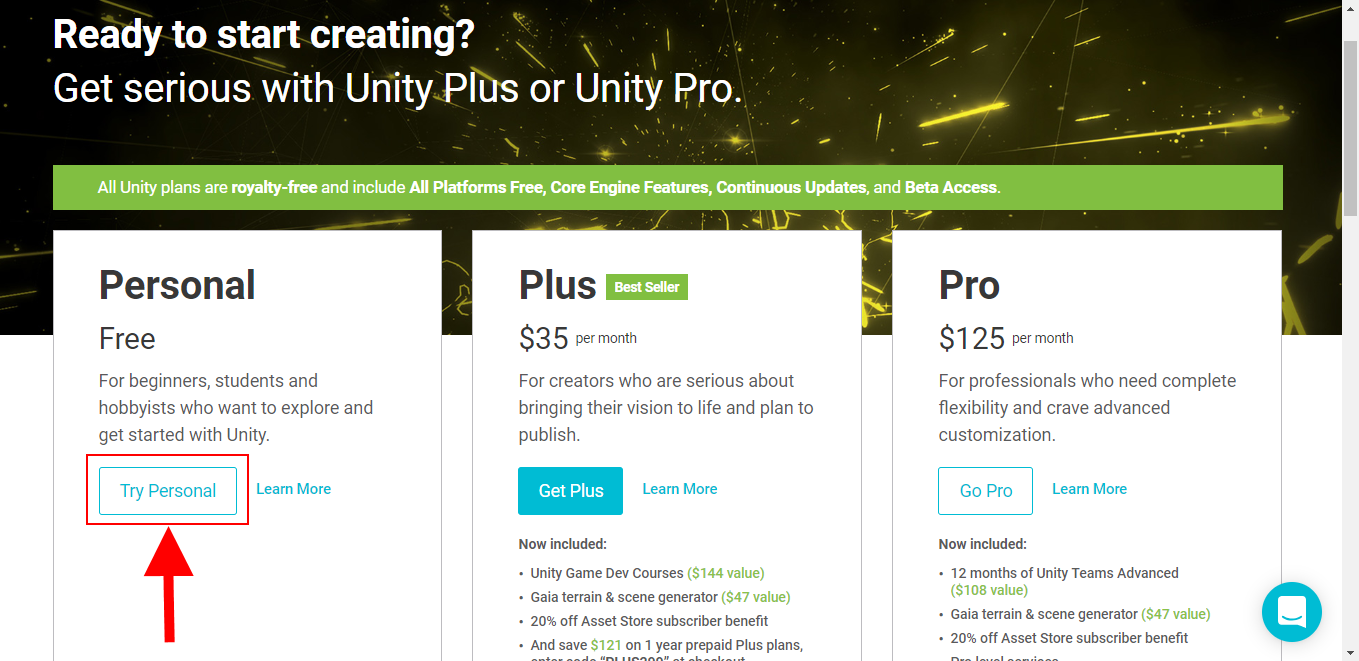 Ready to start creating?
Get serious with Unity Plus or Unity Pro.
All Unity plans are royalty-free and include All Platforms Free, Core Engine Features, Continuous Updates, and Beta Access.
Personal
Free
For beginners, students and
hobbyists who want to explore and
get started with Unity.
Try Personal
Learn More
Plus
Best Seller
$35 per month
For creators who are serious about
bringing their vision to life and plan to
publish.
Get Plus
Learn More
Now included:
• Unity Game Dev Courses ($144 value)
• Gaia terrain & scene generator ($47 value)
• 20% off Asset Store subscriber benefit
• And save $121 on 1 year prepaid Plus plans,
enter code at checkout
Pro
$125 per month
For professionals who need complete
flexibility and crave advanced
customization.
Go Pro
Learn More
Now included:
• 12 months of Unity Teams Advanced
($108 value)
• Gaia terrain & scene generator ($47 value)
• 20% off Asset Store subscriber benefit
• Pro level services